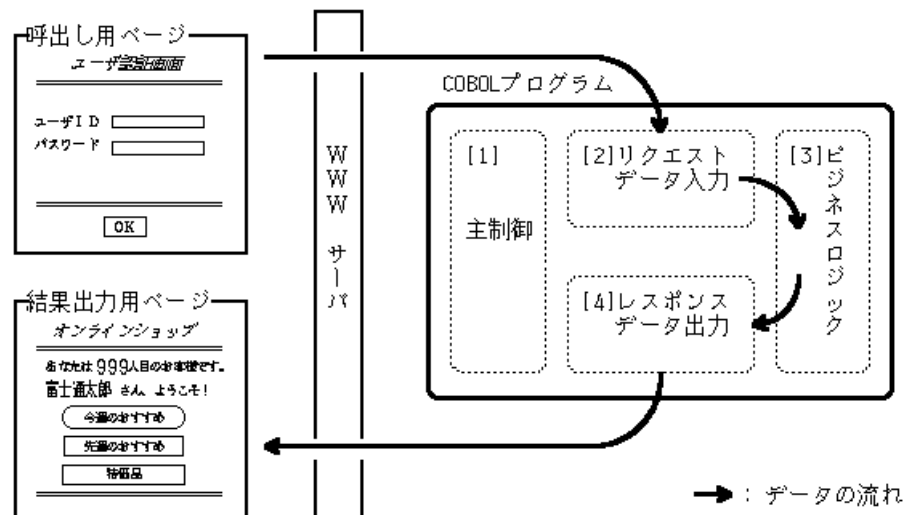 呼出し用ページ
ユーザ登録画面
ユーザID
パスワード
OK
WWWサーバ
COBOLプログラム
[1]
主制御
[2]リクエスト
データ入力
[3]ビジネスロジック
[4]レスポンス
データ出力
結果出力用ページ
オンラインショップ
あなたは999人目のお客様です。
富士通太郎 さん、ようこそ!
今週のおすすめ
先週のおすすめ
特価品
:データの流れ